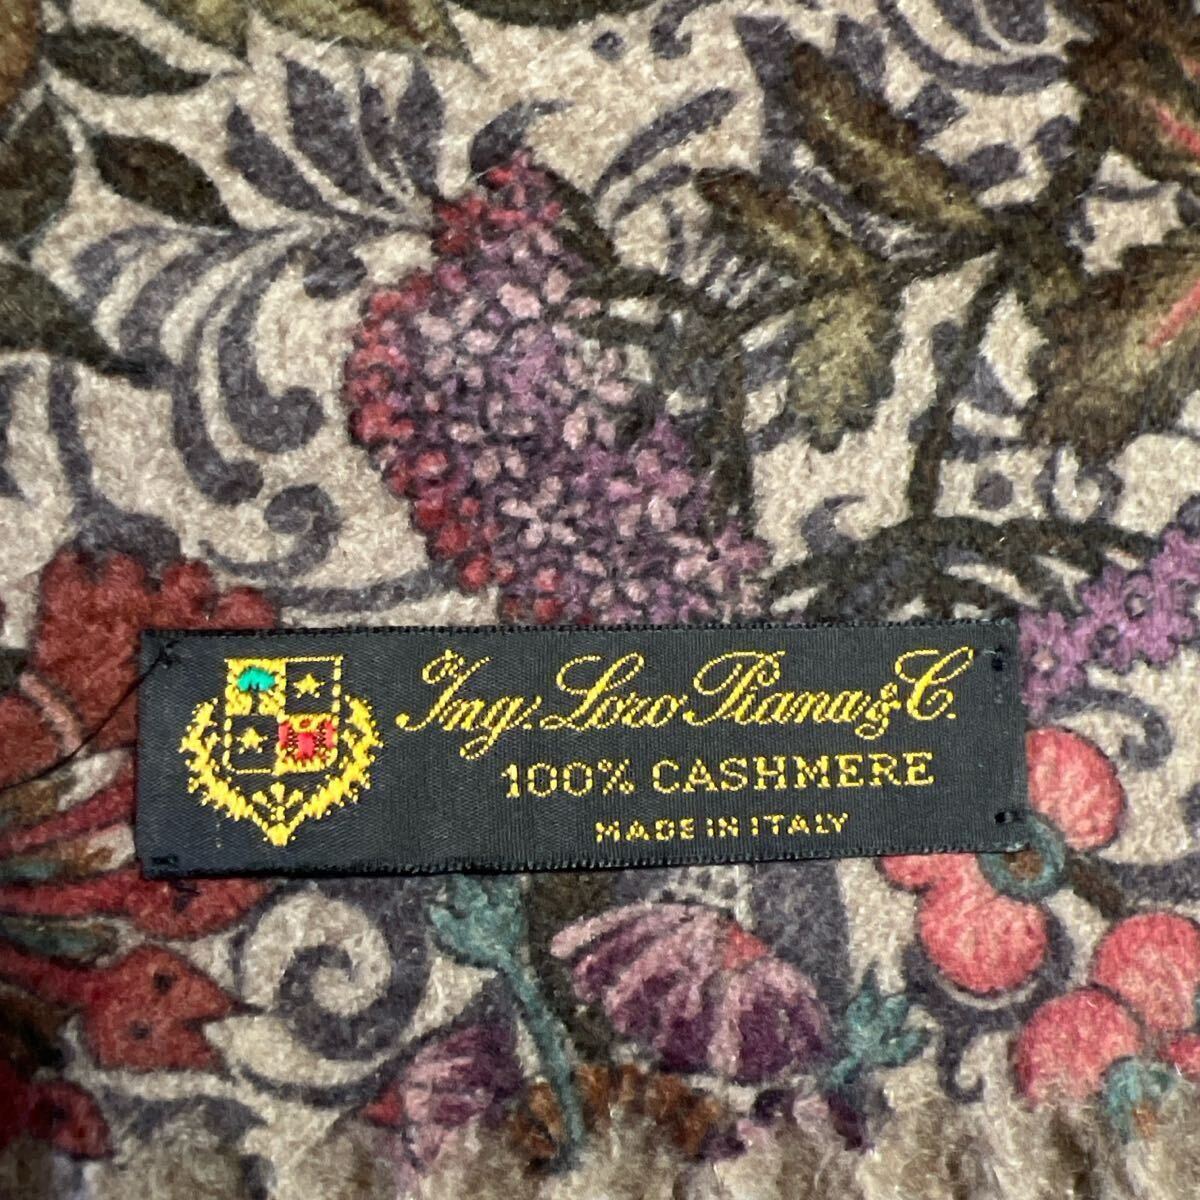 Ing. Loro Piana & C.
100% CASHMERE
MADE IN ITALY